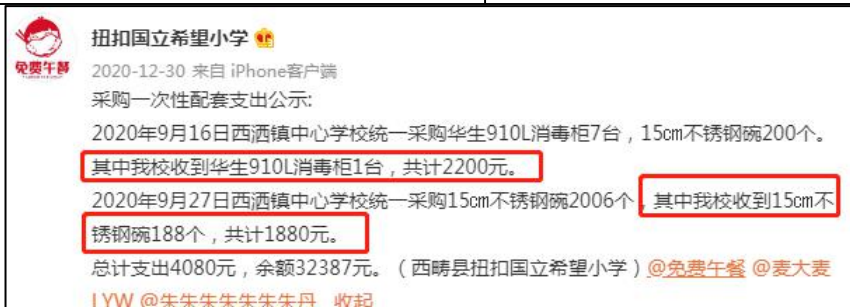 扭扣国立希望小学
免费午餐
2020-12-30 来自 iPhone客户端
采购一次性配套支出公示:
2020年9月16日西洒镇中心学校统一采购华生910L消毒柜7台，15cm不锈钢碗200个。
其中我校收到华生910L消毒柜1台，共计2200元。
2020年9月27日西洒镇中心学校统一采购15cm不锈钢碗2006个，其中我校收到15cm不
锈钢碗188个，共计1880元。
总计支出4080元，余额32387元。（西畴县扭扣国立希望小学）@免费午餐 @麦大麦
LYW @朱朱朱朱朱朱朱丹 收起